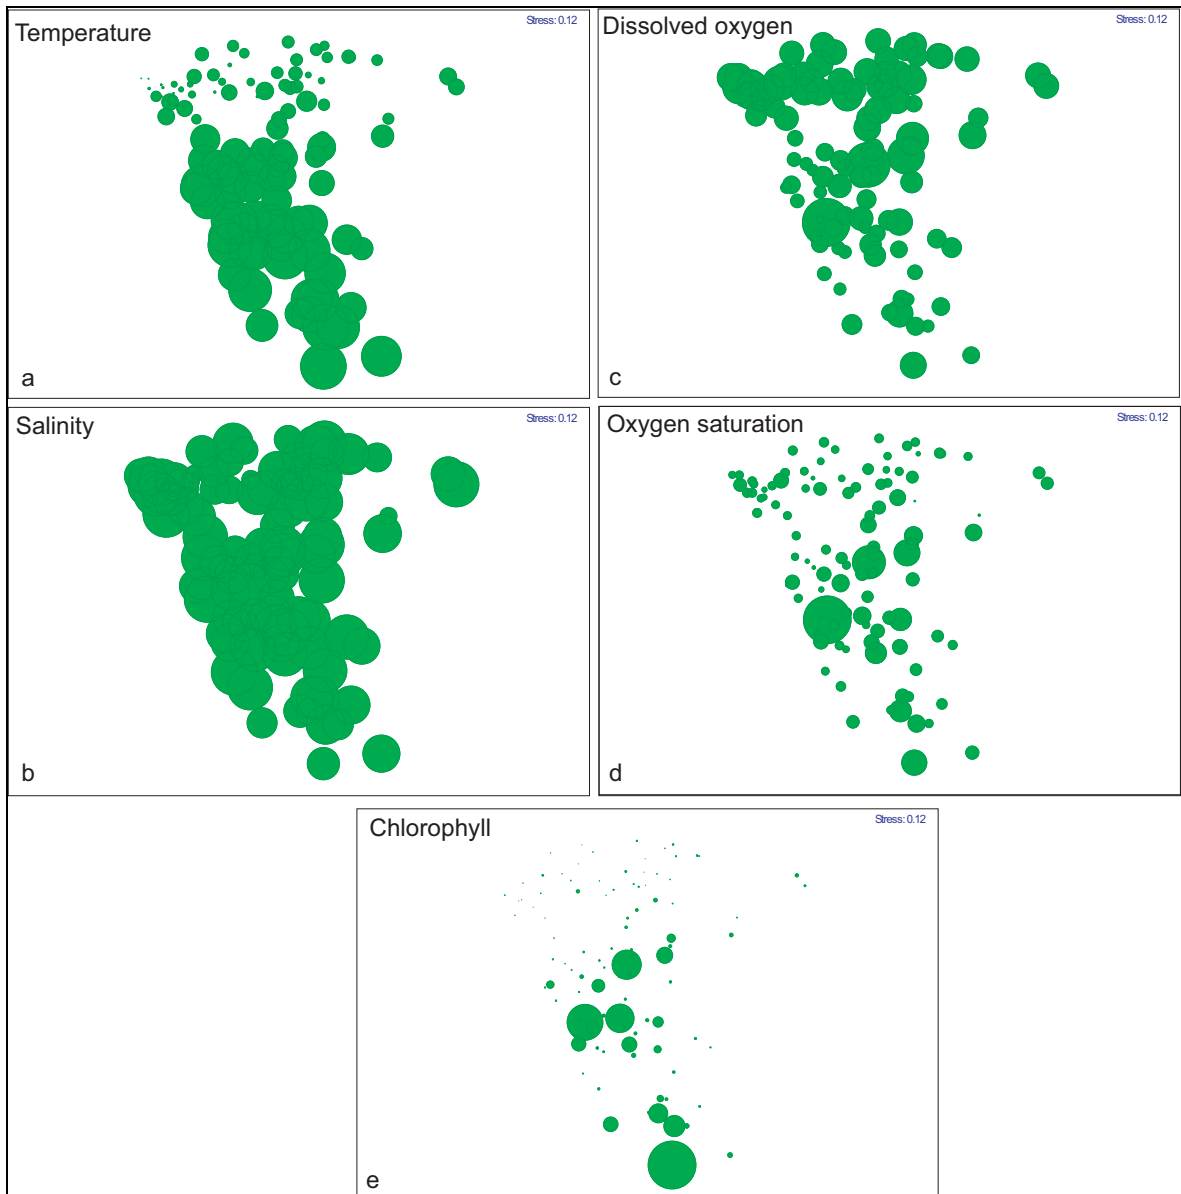 Temperature
Stress: 0.12
a
Dissolved oxygen
Stress: 0.12
c
Salinity
Stress: 0.12
b
Oxygen saturation
Stress: 0.12
d
Chlorophyll
Stress: 0.12
e